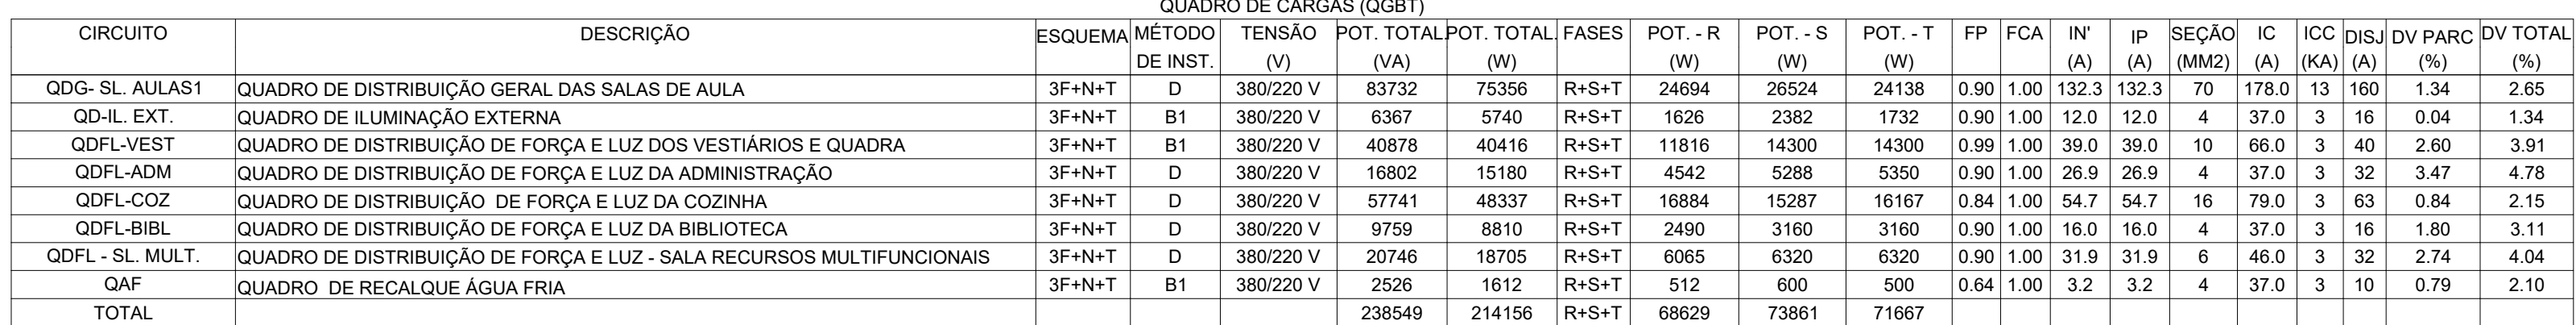 QUADRO DE CARGAS (QGBT)
CIRCUITO DESCRIÇÃO ESQUEMA MÉTODO DE INST. TENSÃO (V) POT. TOTAL. (VA) POT. TOTAL. (W) FASES POT. - R (W) POT. - S (W) POT. - T (W) FP FCA IN' (A) IP (A) SEÇÃO (MM2) IC (A) ICC (KA) DISJ (A) DV PARC (%) DV TOTAL (%)
QDG- SL. AULAS1 QUADRO DE DISTRIBUIÇÃO GERAL DAS SALAS DE AULA 3F+N+T D 380/220 V 83732 75356 R+S+T 24694 26524 24138 0.90 1.00 132.3 132.3 70 178.0 13 160 1.34 2.65
QD-IL. EXT. QUADRO DE ILUMINAÇÃO EXTERNA 3F+N+T B1 380/220 V 6367 5740 R+S+T 1626 2382 1732 0.90 1.00 12.0 12.0 4 37.0 3 16 0.04 1.34
QDFL-VEST QUADRO DE DISTRIBUIÇÃO DE FORÇA E LUZ DOS VESTIÁRIOS E QUADRA 3F+N+T B1 380/220 V 40878 40416 R+S+T 11816 14300 14300 0.99 1.00 39.0 39.0 10 66.0 3 40 2.60 3.91
QDFL-ADM QUADRO DE DISTRIBUIÇÃO DE FORÇA E LUZ DA ADMINISTRAÇÃO 3F+N+T D 380/220 V 16802 15180 R+S+T 4542 5288 5350 0.90 1.00 26.9 26.9 4 37.0 3 32 3.47 4.78
QDFL-COZ QUADRO DE DISTRIBUIÇÃO DE FORÇA E LUZ DA COZINHA 3F+N+T D 380/220 V 57741 48337 R+S+T 16884 15287 16167 0.84 1.00 54.7 54.7 16 79.0 3 63 0.84 2.15
QDFL-BIBL QUADRO DE DISTRIBUIÇÃO DE FORÇA E LUZ DA BIBLIOTECA 3F+N+T D 380/220 V 9759 8810 R+S+T 2490 3160 3160 0.90 1.00 16.0 16.0 4 37.0 3 16 1.80 3.11
QDFL - SL. MULT. QUADRO DE DISTRIBUIÇÃO DE FORÇA E LUZ - SALA RECURSOS MULTIFUNCIONAIS 3F+N+T D 380/220 V 20746 18705 R+S+T 6065 6320 6320 0.90 1.00 31.9 31.9 6 46.0 3 32 2.74 4.04
QAF QUADRO DE RECALQUE ÁGUA FRIA 3F+N+T B1 380/220 V 2526 1612 R+S+T 512 600 500 0.64 1.00 3.2 3.2 4 37.0 3 10 0.79 2.10
TOTAL 238549 214156 R+S+T 68629 73861 71667